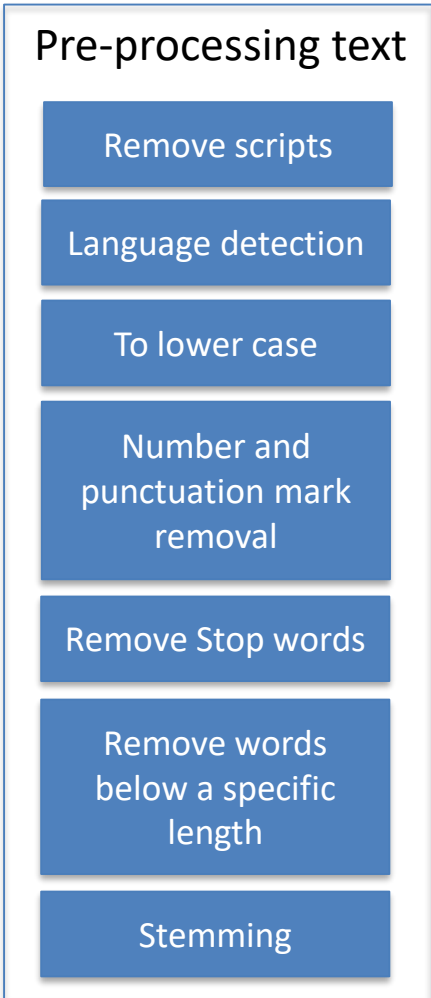 Pre-processing text
Remove scripts
Language detection
To lower case
Number and
punctuation mark
removal
Remove Stop words
Remove words
below a specific
length
Stemming